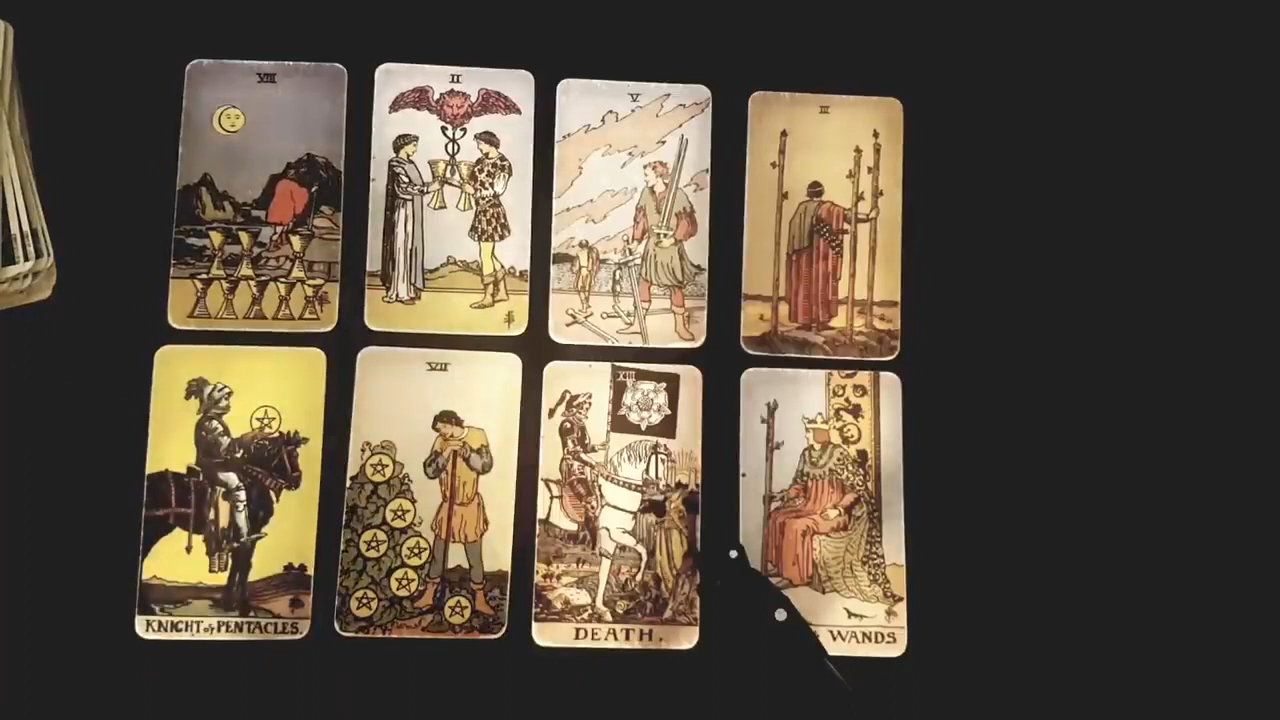 VIII
II
V
III
KNIGHT of PENTACLES.
VII
XIII
DEATH.
WANDS